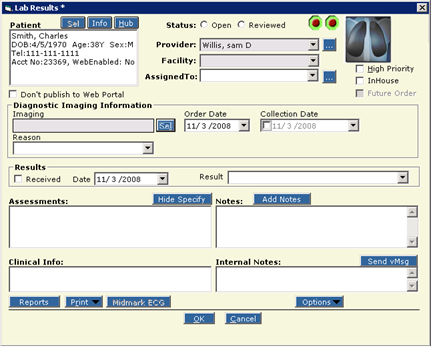 Lab Results *
Patient Sel Info Hub
Status: Open Reviewed
Smith, Charles
DOB:4/5/1970 Age:38Y Sex:M
Tel:111-111-1111
Acct No:23369, WebEnabled: No
Provider: Willis, sam D ...
Facility: ...
AssignedTo: ...
High Priority
InHouse
Future Order
Don't publish to Web Portal
Diagnostic Imaging Information
Imaging Order Date Collection Date
Sel 11/ 3 /2008 11/ 3 /2008
Reason
Results
Received Date 11/ 3 /2008 Result
Assessments: Hide Specify Notes: Add Notes
Clinical Info: Internal Notes: Send vMsg
Reports Print Midmark ECG Options
OK Cancel